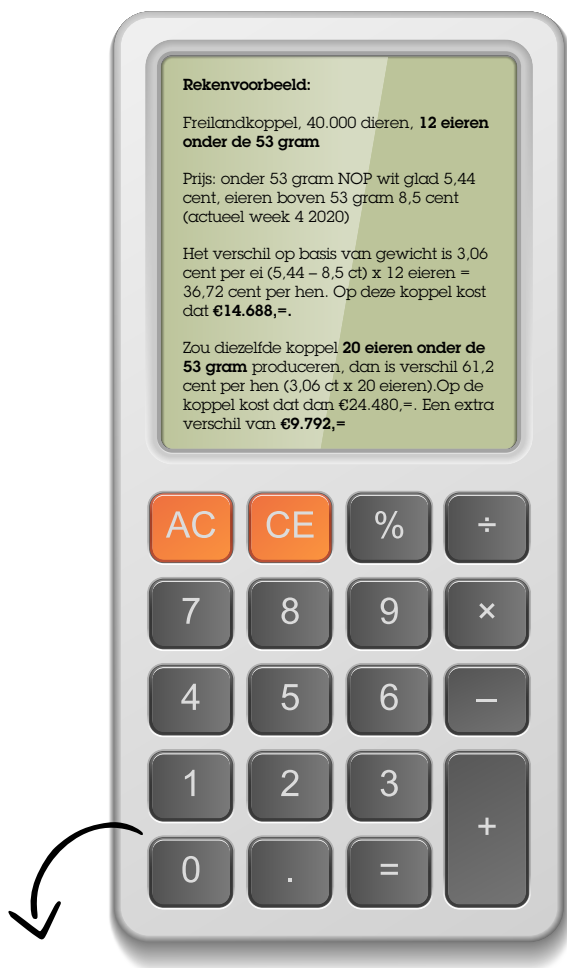 Rekenvoorbeeld:
Freilandkoppel, 40.000 dieren, 12 eieren
onder de 53 gram
Prijs: onder 53 gram NOP wit glad 5,44
cent, eieren boven 53 gram 8,5 cent
(actueel week 4 2020)
Het verschil op basis van gewicht is 3,06
cent per ei (5,44 – 8,5 ct) x 12 eieren =
36,72 cent per hen. Op deze koppel kost
dat €14.688,=.
Zou diezelfde koppel 20 eieren onder de
53 gram produceren, dan is verschil 61,2
cent per hen (3,06 ct x 20 eieren).Op de
koppel kost dat dan €24.480,=. Een extra
verschil van €9.792,=
AC CE % ÷
7 8 9 ×
4 5 6 –
1 2 3
+
0 . =